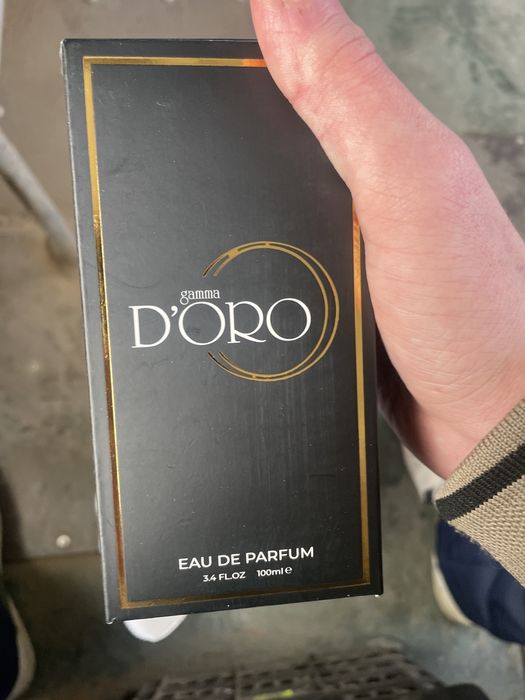 gamma
D'ORO
EAU DE PARFUM
3.4 FL.OZ 100ml ℮